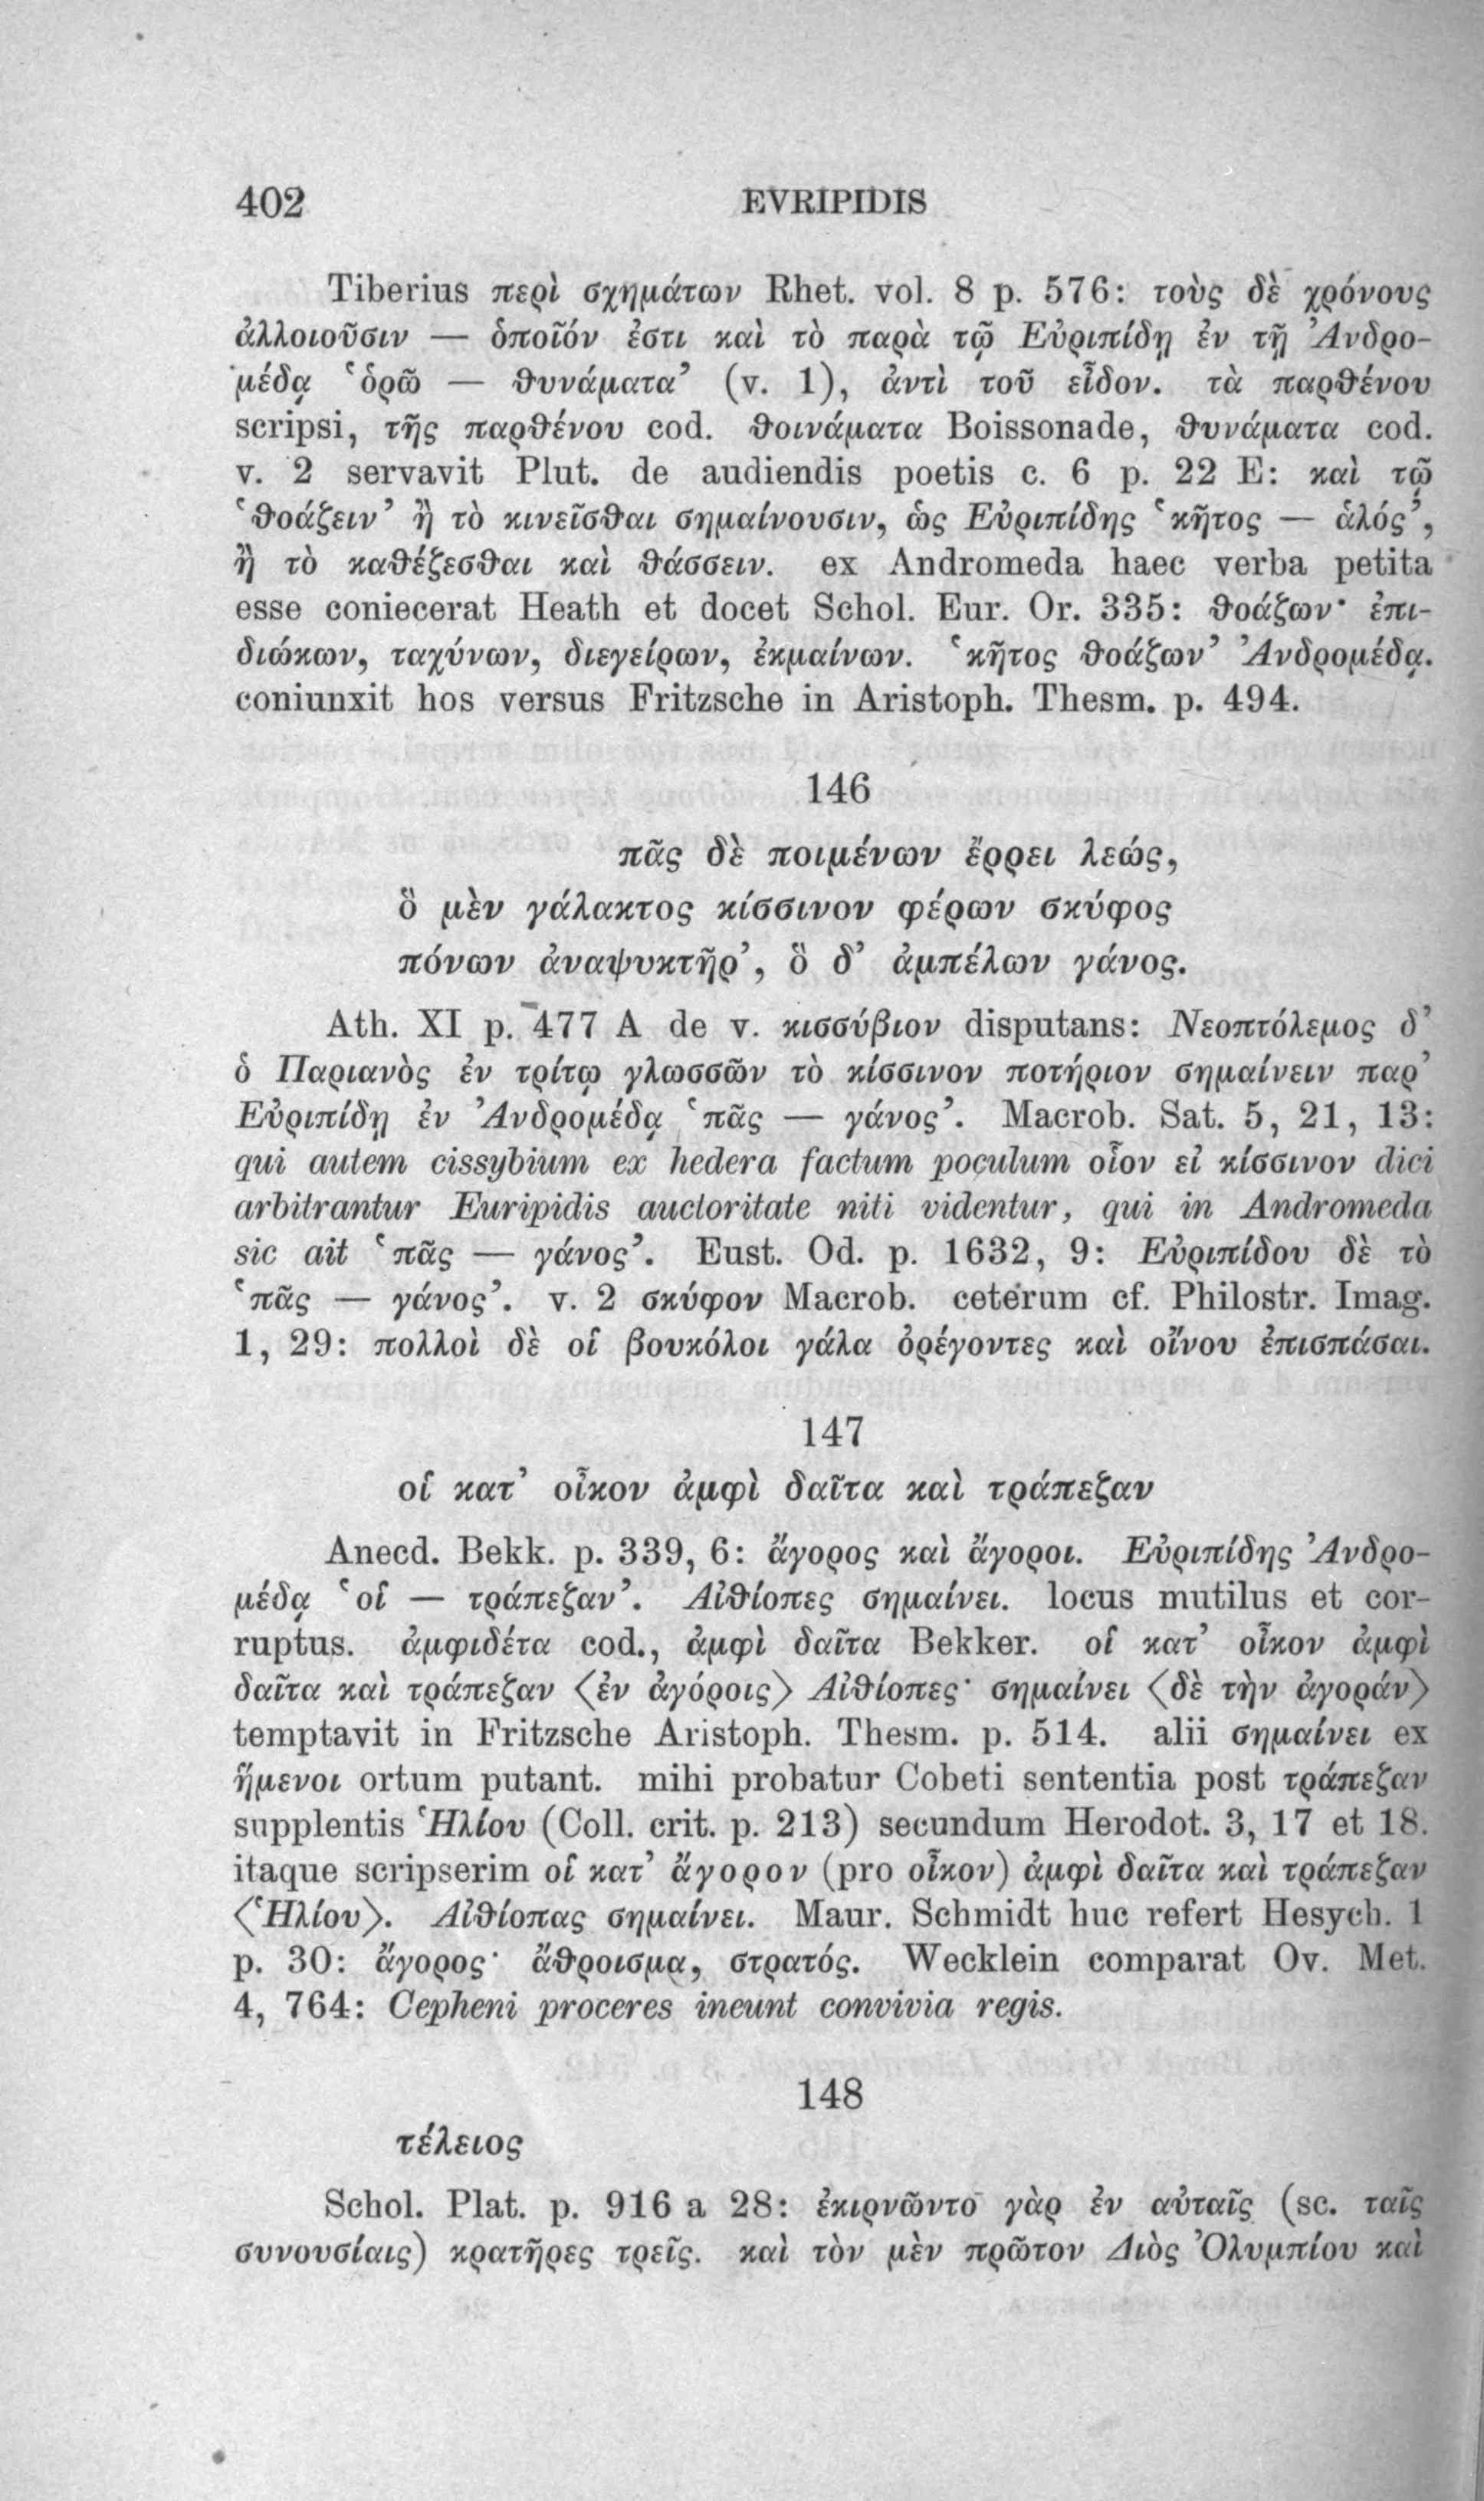 402 EVRIPIDIS
Tiberius περὶ σχημάτων Rhet. vol. 8 p. 576: τοὺς δὲ χρόνους
ἀλλοιοῦσιν — ὁποῖόν ἐστι καὶ τὸ παρὰ τῷ Εὐριπίδῃ ἐν τῇ Ἀνδρο-
μέδᾳ ‘ὁρῶ — θυνάματα’ (v. 1), ἀντὶ τοῦ εἶδον. τὰ παρθένου
scripsi, τῆς παρθένου cod. θοινάματα Boissonade, θυνάματα cod.
v. 2 servavit Plut. de audiendis poetis c. 6 p. 22 E: καὶ τῷ
‘θοάζειν’ ἢ τὸ κινεῖσθαι σημαίνουσιν, ὡς Εὐριπίδης ‘κῆτος — ἁλός’,
ἢ τὸ καθέζεσθαι καὶ θάσσειν. ex Andromeda haec verba petita
esse coniecerat Heath et docet Schol. Eur. Or. 335: θοάζων· ἐπι-
διώκων, ταχύνων, διεγείρων, ἐκμαίνων. ‘κῆτος θοάζων’ Ἀνδρομέδᾳ.
coniunxit hos versus Fritzsche in Aristoph. Thesm. p. 494.
146
πᾶς δὲ ποιμένων ἔρρει λεώς,
ὃ μὲν γάλακτος κίσσινον φέρων σκύφος
πόνων ἀναψυκτῆρ’, ὃ δ’ ἀμπέλων γάνος.
Ath. XI p. 477 A de v. κισσύβιον disputans: Νεοπτόλεμος δ’
ὁ Παριανὸς ἐν τρίτῳ γλωσσῶν τὸ κίσσινον ποτήριον σημαίνειν παρ’
Εὐριπίδῃ ἐν Ἀνδρομέδᾳ ‘πᾶς — γάνος’. Macrob. Sat. 5, 21, 13:
qui autem cissybium ex hedera factum poculum οἷον εἰ κίσσινον dici
arbitrantur Euripidis auctoritate niti videntur, qui in Andromeda
sic ait ‘πᾶς — γάνος’. Eust. Od. p. 1632, 9: Εὐριπίδου δὲ τὸ
‘πᾶς — γάνος’. v. 2 σκύφον Macrob. ceterum cf. Philostr. Imag.
1, 29: πολλοὶ δὲ οἱ βουκόλοι γάλα ὀρέγοντες καὶ οἴνου ἐπισπάσαι.
147
οἱ κατ’ οἶκον ἀμφὶ δαῖτα καὶ τράπεζαν
Anecd. Bekk. p. 339, 6: ἄγορος καὶ ἄγοροι. Εὐριπίδης Ἀνδρο-
μέδᾳ ‘οἱ — τράπεζαν’. Αἰθίοπες σημαίνει. locus mutilus et cor-
ruptus. ἀμφιδέτα cod., ἀμφὶ δαῖτα Bekker. οἱ κατ’ οἶκον ἀμφὶ
δαῖτα καὶ τράπεζαν ⟨ἐν ἀγόροις⟩ Αἰθίοπες· σημαίνει ⟨δὲ τὴν ἀγοράν⟩
temptavit in Fritzsche Aristoph. Thesm. p. 514. alii σημαίνει ex
ἥμενοι ortum putant. mihi probatur Cobeti sententia post τράπεζαν
supplentis Ἡλίου (Coll. crit. p. 213) secundum Herodot. 3, 17 et 18.
itaque scripserim οἱ κατ’ ἄγορον (pro οἶκον) ἀμφὶ δαῖτα καὶ τράπεζαν
⟨Ἡλίου⟩. Αἰθίοπας σημαίνει. Maur. Schmidt huc refert Hesych. 1
p. 30: ἄγορος· ἄθροισμα, στρατός. Wecklein comparat Ov. Met.
4, 764: Cepheni proceres ineunt convivia regis.
148
τέλειος
Schol. Plat. p. 916 a 28: ἐκιρνῶντο γὰρ ἐν αὐταῖς (sc. ταῖς
συνουσίαις) κρατῆρες τρεῖς. καὶ τὸν μὲν πρῶτον Διὸς Ὀλυμπίου καὶ